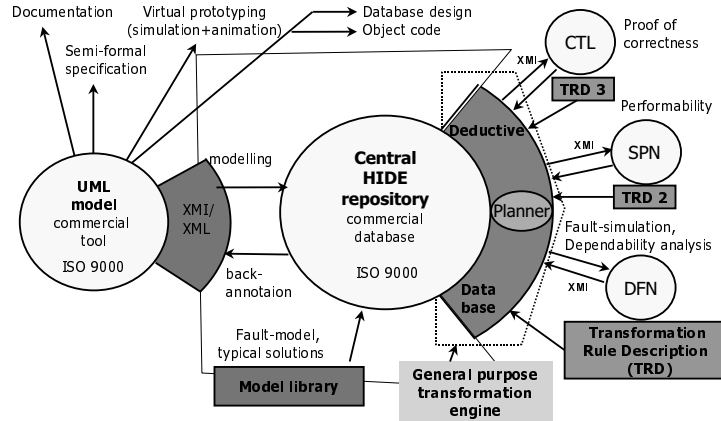 Documentation
Virtual prototyping
(simulation+animation)
Database design
Object code
Semi-formal
specification
CTL
Proof of
correctness
XMI
TRD 3
Performability
Deductive
XMI
SPN
TRD 2
modelling
Central
HIDE
repository
commercial
database
ISO 9000
UML
model
commercial
tool
ISO 9000
XMI/
XML
Planner
Fault-simulation,
Dependability analysis
back-
annotaion
Data
base
XMI
DFN
Fault-model,
typical solutions
Transformation
Rule Description
(TRD)
Model library
General purpose
transformation
engine